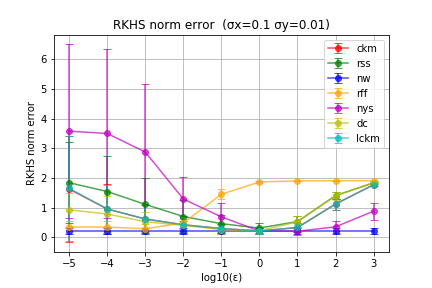 RKHS norm error (σx=0.1 σy=0.01)
ckm
rss
nw
rff
nys
dc
lckm
RKHS norm error
6
5
4
3
2
1
0
−5 −4 −3 −2 −1 0 1 2 3
log10(ε)